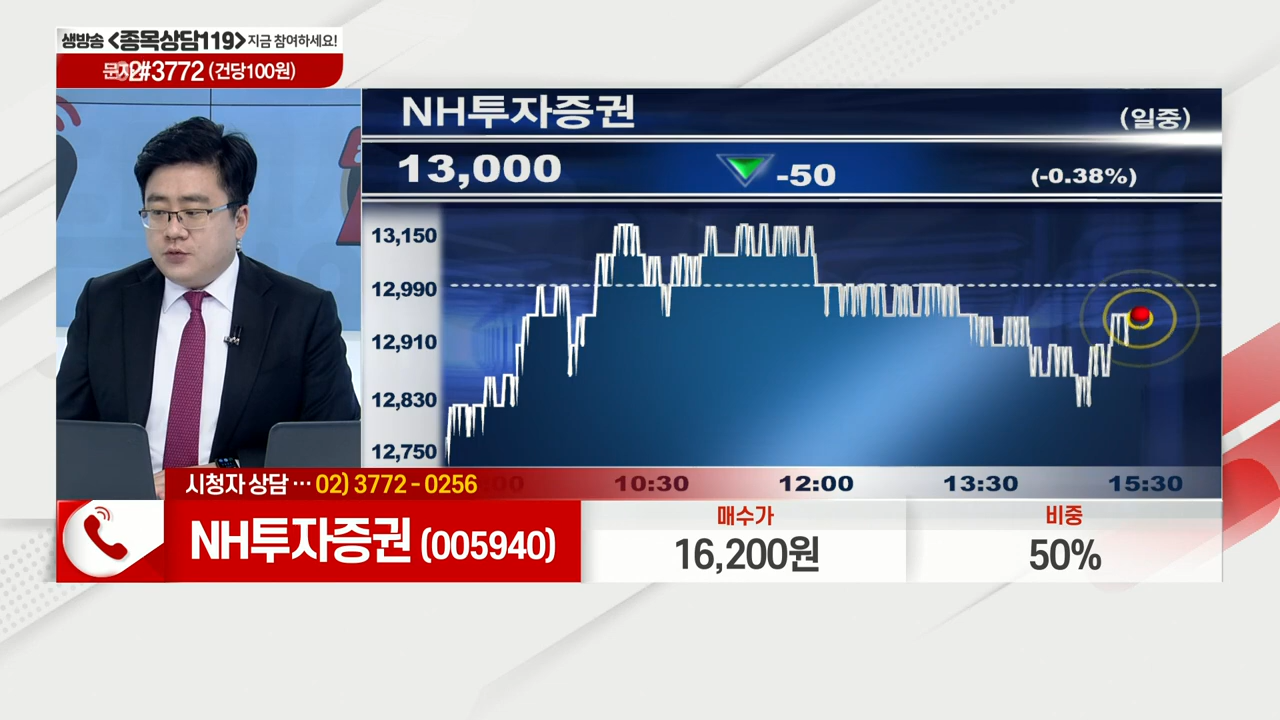 생방송 <종목상담119> 지금 참여하세요!
#3772 (건당100원)
NH투자증권
(일중)
13,000
-50
(-0.38%)
13,150
12,990
12,910
12,830
12,750
10:30
12:00
13:30
15:30
시청자 상담 ··· 02) 3772 - 0256
NH투자증권 (005940)
매수가
16,200원
비중
50%